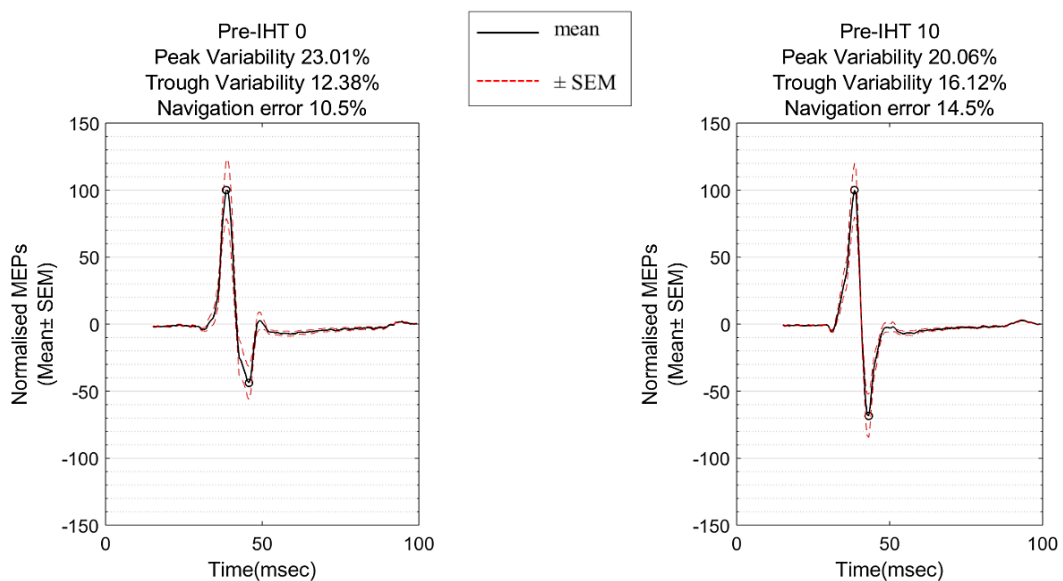 Pre-IHT 0
Peak Variability 23.01%
Trough Variability 12.38%
Navigation error 10.5%
150
100
50
0
-50
-100
-150
0
50
100
Normalised MEPs
(Mean± SEM)
Time(msec)
mean
± SEM
Pre-IHT 10
Peak Variability 20.06%
Trough Variability 16.12%
Navigation error 14.5%
150
100
50
0
-50
-100
-150
0
50
100
Normalised MEPs
(Mean± SEM)
Time(msec)